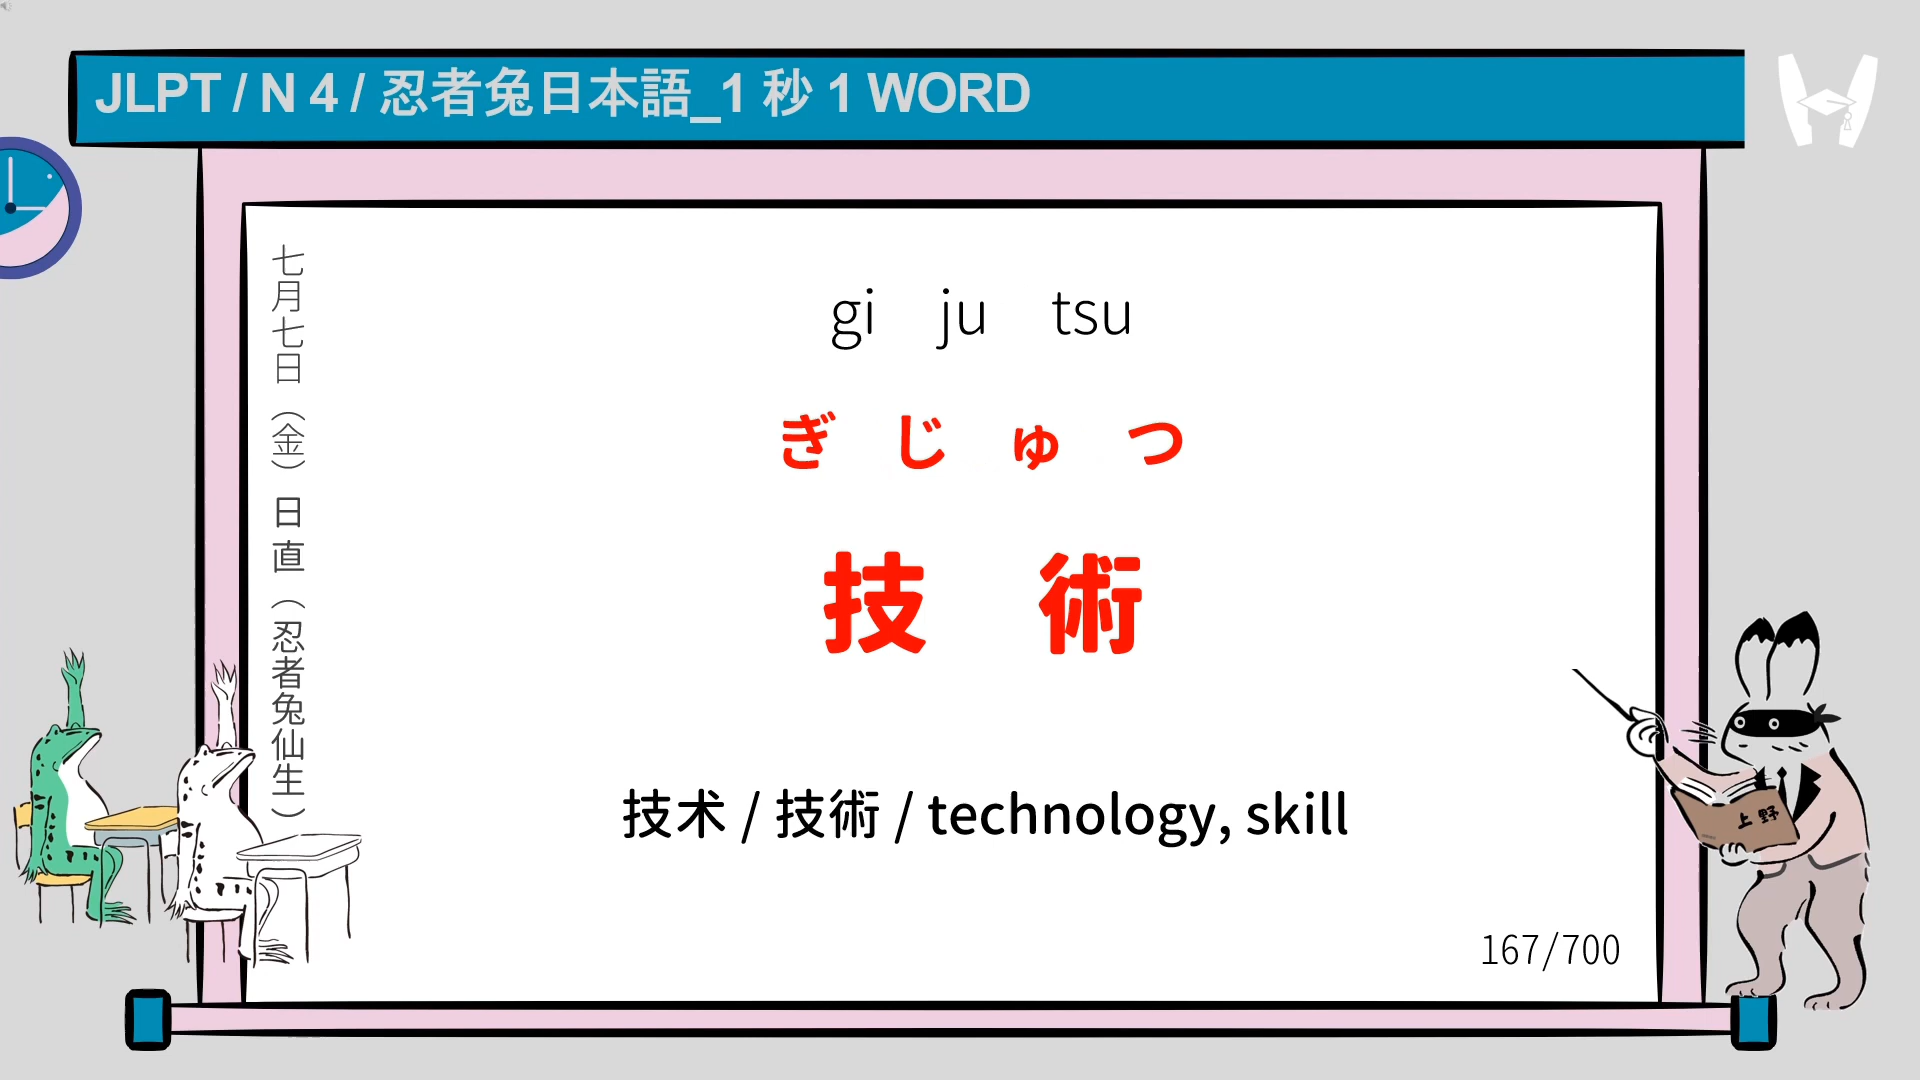 JLPT / N 4 / 忍者兔日本語_1 秒 1 WORD
七月七日（金）日直（忍者兔仙生）
gi ju tsu
ぎ じ ゅ つ
技 術
技术 / 技術 / technology, skill
上野
167/700